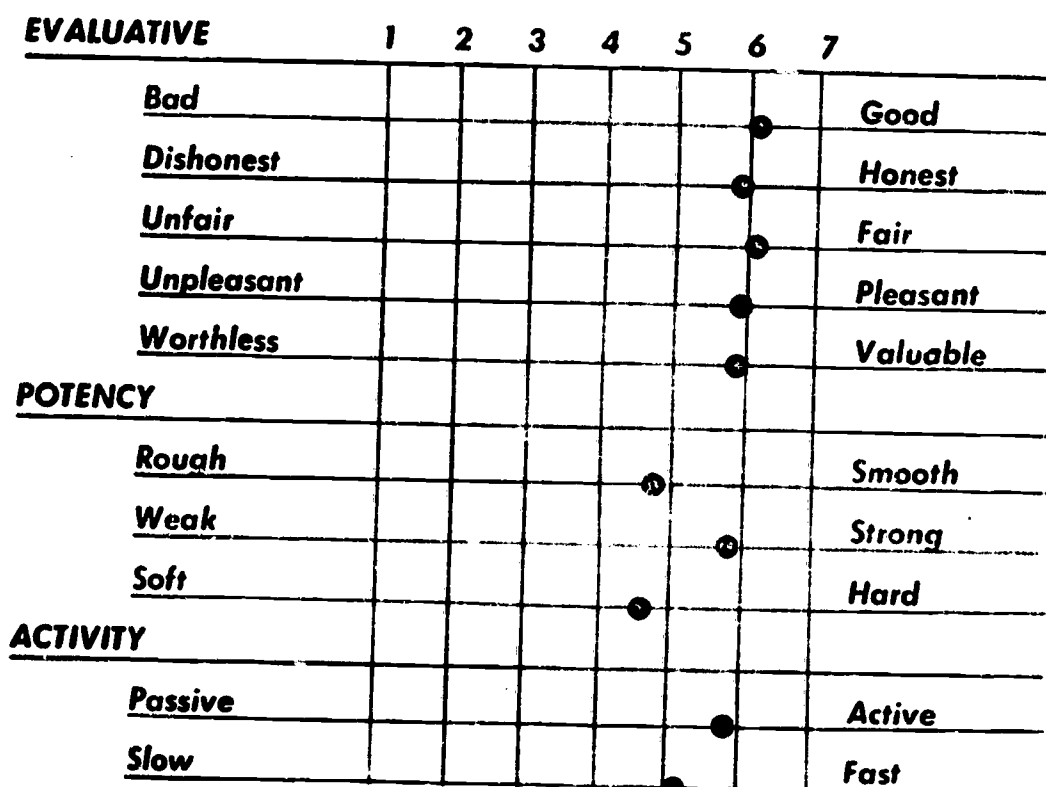 EVALUATIVE 1 2 3 4 5 6 7
Bad Good
Dishonest Honest
Unfair Fair
Unpleasant Pleasant
Worthless Valuable
POTENCY
Rough Smooth
Weak Strong
Soft Hard
ACTIVITY
Passive Active
Slow Fast